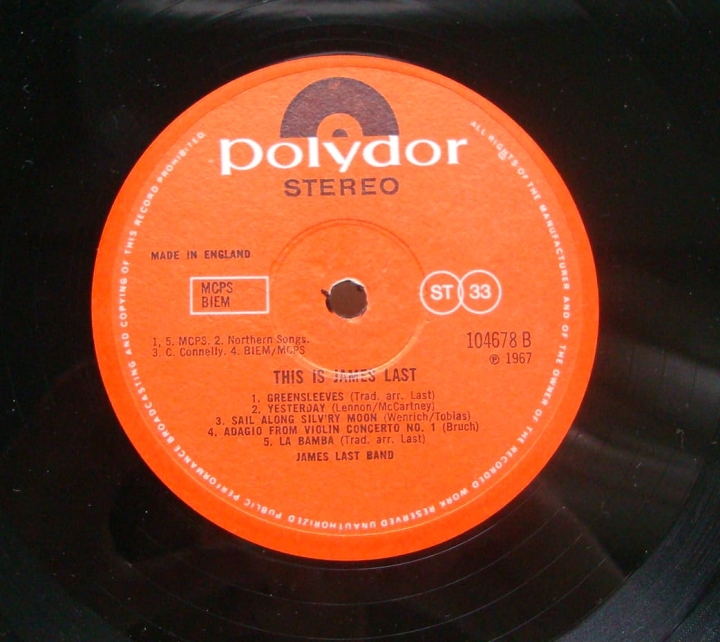 polydor
STEREO
ALL RIGHTS OF THE MANUFACTURER AND OF THE OWNER OF THE RECORDED WORK RESERVED UNAUTHORIZED PUBLIC PERFORMANCE BROADCASTING AND COPYING OF THIS RECORD PROHIBITED.
MADE IN ENGLAND
MCPS
BIEM
ST 33
1, 5. MCPS. 2. Northern Songs.
3. C. Connelly. 4. BIEM/MCPS
104678 B
℗ 1967
THIS IS JAMES LAST
1. GREENSLEEVES (Trad. arr. Last)
2. YESTERDAY (Lennon/McCartney)
3. SAIL ALONG SILV'RY MOON (Wenrich/Tobias)
4. ADAGIO FROM VIOLIN CONCERTO NO. 1 (Bruch)
5. LA BAMBA (Trad. arr. Last)
JAMES LAST BAND